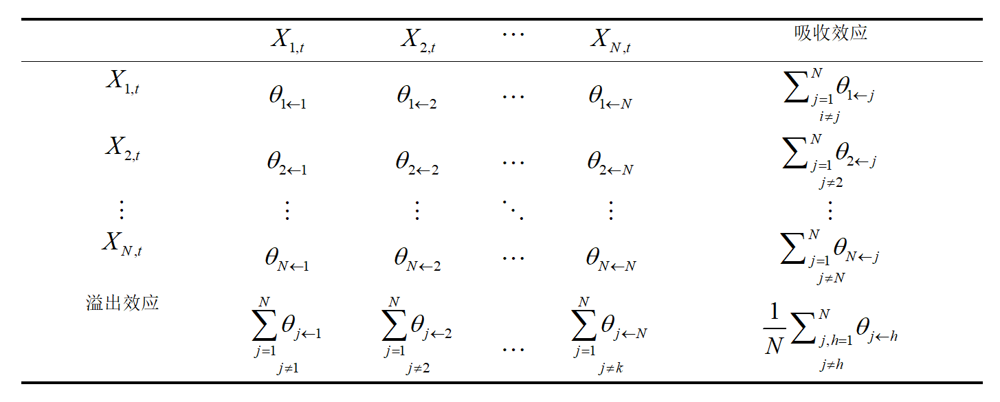 X_{1,t} X_{2,t} ⋯ X_{N,t} 吸收效应
X_{1,t} θ_{1←1} θ_{1←2} ⋯ θ_{1←N} ∑_{j=1, i≠j}^{N} θ_{1←j}
X_{2,t} θ_{2←1} θ_{2←2} ⋯ θ_{2←N} ∑_{j=1, j≠2}^{N} θ_{2←j}
⋮ ⋮ ⋮ ⋱ ⋮ ⋮
X_{N,t} θ_{N←1} θ_{N←2} ⋯ θ_{N←N} ∑_{j=1, j≠N}^{N} θ_{N←j}
溢出效应 ∑_{j=1, j≠1}^{N} θ_{j←1} ∑_{j=1, j≠2}^{N} θ_{j←2} ⋯ ∑_{j=1, j≠k}^{N} θ_{j←N} 1/N ∑_{j,h=1, j≠h}^{N} θ_{j←h}